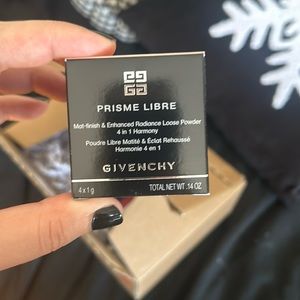 PRISME LIBRE
Mat-finish & Enhanced Radiance Loose Powder
4 in 1 Harmony
Poudre Libre Matité & Éclat Rehaussé
Harmonie 4 en 1
GIVENCHY
4 x 1 g TOTAL NET WT. .14 OZ.